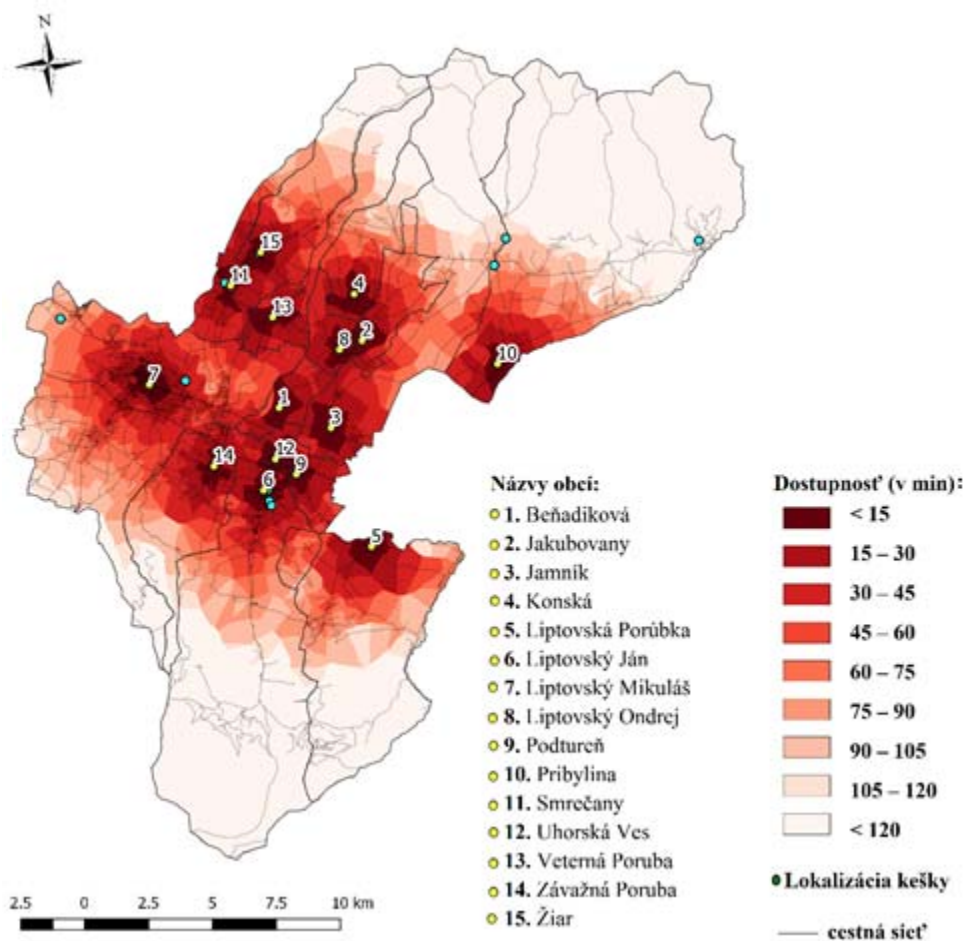 N
15
11
4
13
2
8
10
7
1
3
12
14
9
6
5
Názvy obcí:
1. Beňadiková
2. Jakubovany
3. Jamník
4. Konská
5. Liptovská Porúbka
6. Liptovský Ján
7. Liptovský Mikuláš
8. Liptovský Ondrej
9. Podtureň
10. Pribylina
11. Smrečany
12. Uhorská Ves
13. Veterná Poruba
14. Závažná Poruba
15. Žiar
Dostupnosť (v min):
< 15
15 – 30
30 – 45
45 – 60
60 – 75
75 – 90
90 – 105
105 – 120
< 120
Lokalizácia kešky
cestná sieť
2.5 0 2.5 5 7.5 10 km